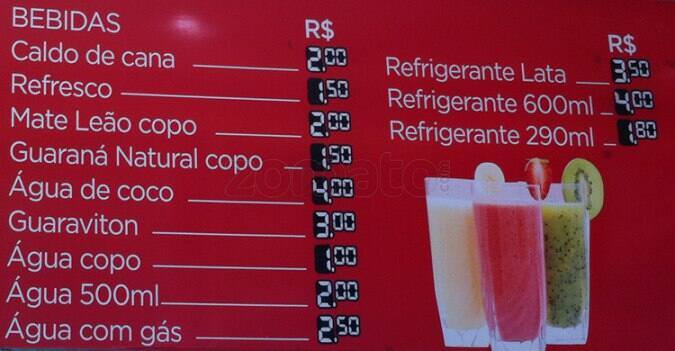 BEBIDAS R$
Caldo de cana 2,00
Refresco 1,50
Mate Leão copo 2,00
Guaraná Natural copo 1,50
Água de coco 4,00
Guaraviton 3,00
Água copo 1,00
Água 500ml 2,00
Água com gás 2,50
R$
Refrigerante Lata 3,50
Refrigerante 600ml 4,00
Refrigerante 290ml 1,80
zomato.com